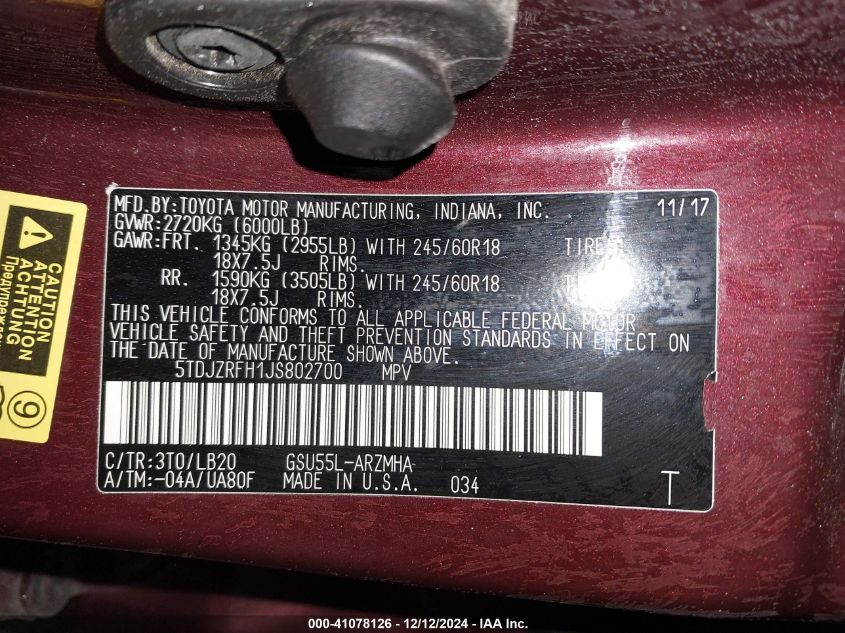 MFD.BY:TOYOTA MOTOR MANUFACTURING, INDIANA, INC. 11/17
GVWR:2720KG (6000LB)
GAWR:FRT. 1345KG (2955LB) WITH 245/60R18 TIRES
18X7.5J RIMS.
RR. 1590KG (3505LB) WITH 245/60R18
18X7.5J RIMS.
THIS VEHICLE CONFORMS TO ALL APPLICABLE FEDERAL MOTOR
VEHICLE SAFETY AND THEFT PREVENTION STANDARDS IN EFFECT ON
THE DATE OF MANUFACTURE SHOWN ABOVE.
5TDJZRFH1JS802700 MPV
C/TR:3T0/LB20 GSU55L-ARZMHA
A/TM:-04A/UA80F MADE IN U.S.A. 034 T
CAUTION
ATTENTION
ACHTUNG
9
000-41078126 - 12/12/2024 - IAA Inc.